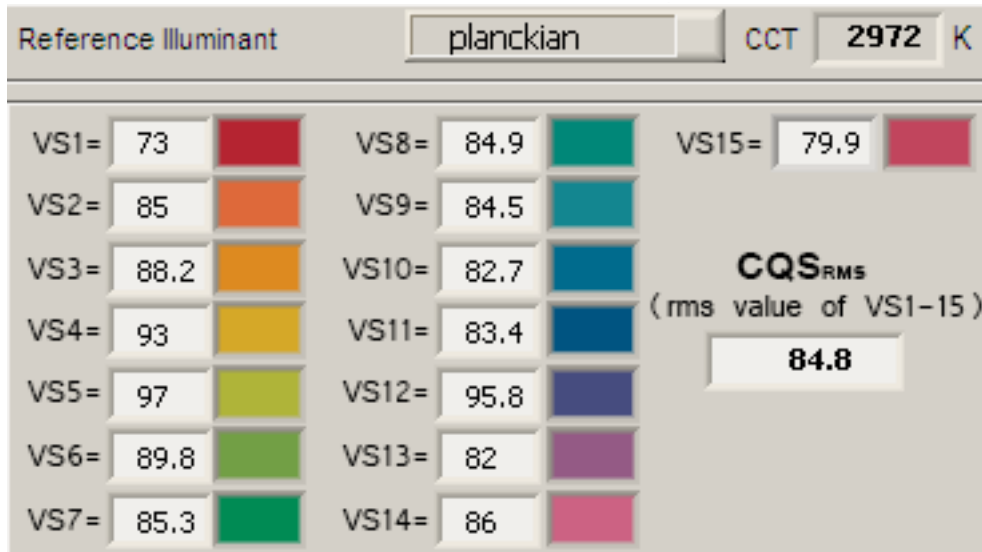 Reference Illuminant planckian CCT 2972 K
VS1= 73 VS8= 84.9 VS15= 79.9
VS2= 85 VS9= 84.5
VS3= 88.2 VS10= 82.7 CQSRMS
(rms value of VS1-15)
VS4= 93 VS11= 83.4
84.8
VS5= 97 VS12= 95.8
VS6= 89.8 VS13= 82
VS7= 85.3 VS14= 86